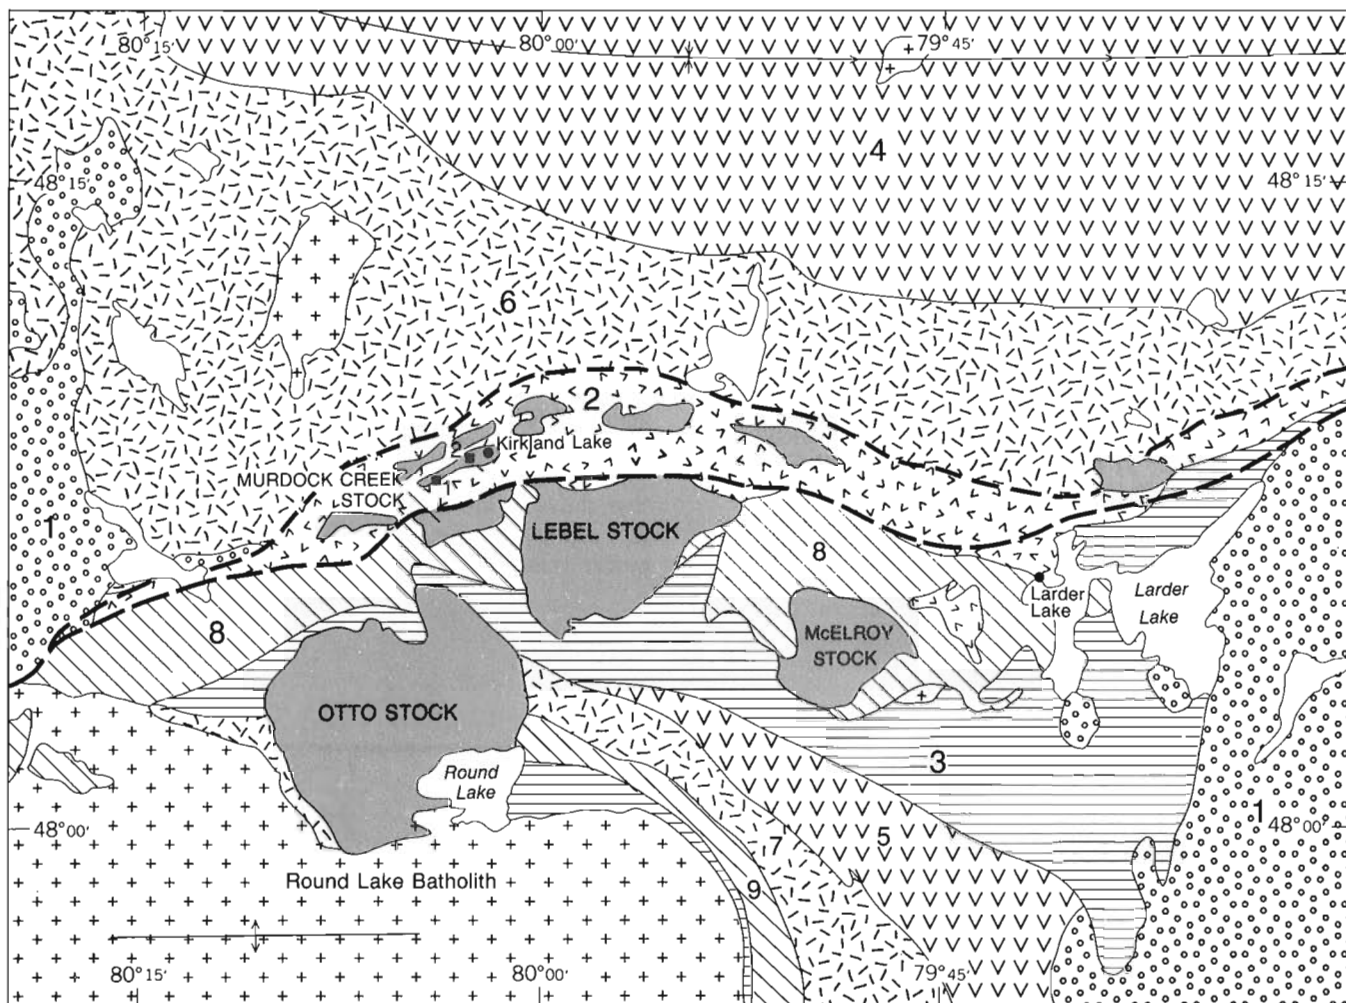 80°15'
80°00'
79°45'
4
48°15'
48°15'
6
2
2
Kirkland Lake
MURDOCK CREEK
STOCK
1
LEBEL STOCK
8
Larder
Lake
Larder
Lake
8
McELROY
STOCK
OTTO STOCK
3
Round
Lake
1
48°00'
48°00'
7
5
Round Lake Batholith
9
80°15'
80°00'
79°45'